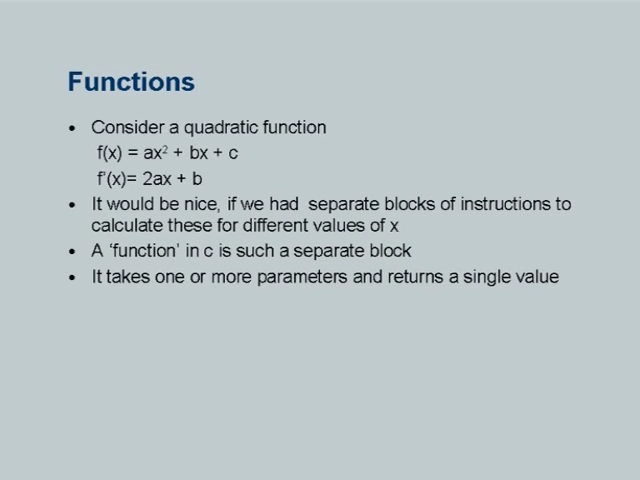 Functions
• Consider a quadratic function
f(x) = ax² + bx + c
f'(x)= 2ax + b
• It would be nice, if we had separate blocks of instructions to
calculate these for different values of x
• A 'function' in c is such a separate block
• It takes one or more parameters and returns a single value